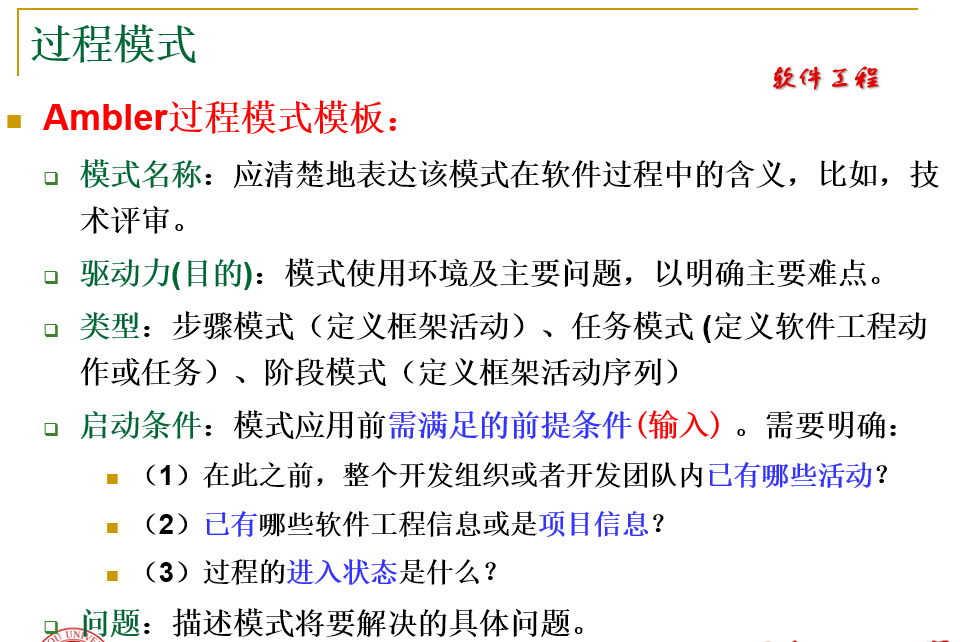 过程模式
软件工程
Ambler过程模式模板：
模式名称：应清楚地表达该模式在软件过程中的含义，比如，技
术评审。
驱动力(目的)：模式使用环境及主要问题，以明确主要难点。
类型：步骤模式（定义框架活动）、任务模式 (定义软件工程动
作或任务）、阶段模式（定义框架活动序列）
启动条件：模式应用前需满足的前提条件(输入) 。需要明确：
（1）在此之前，整个开发组织或者开发团队内已有哪些活动？
（2）已有哪些软件工程信息或是项目信息？
（3）过程的进入状态是什么？
问题：描述模式将要解决的具体问题。